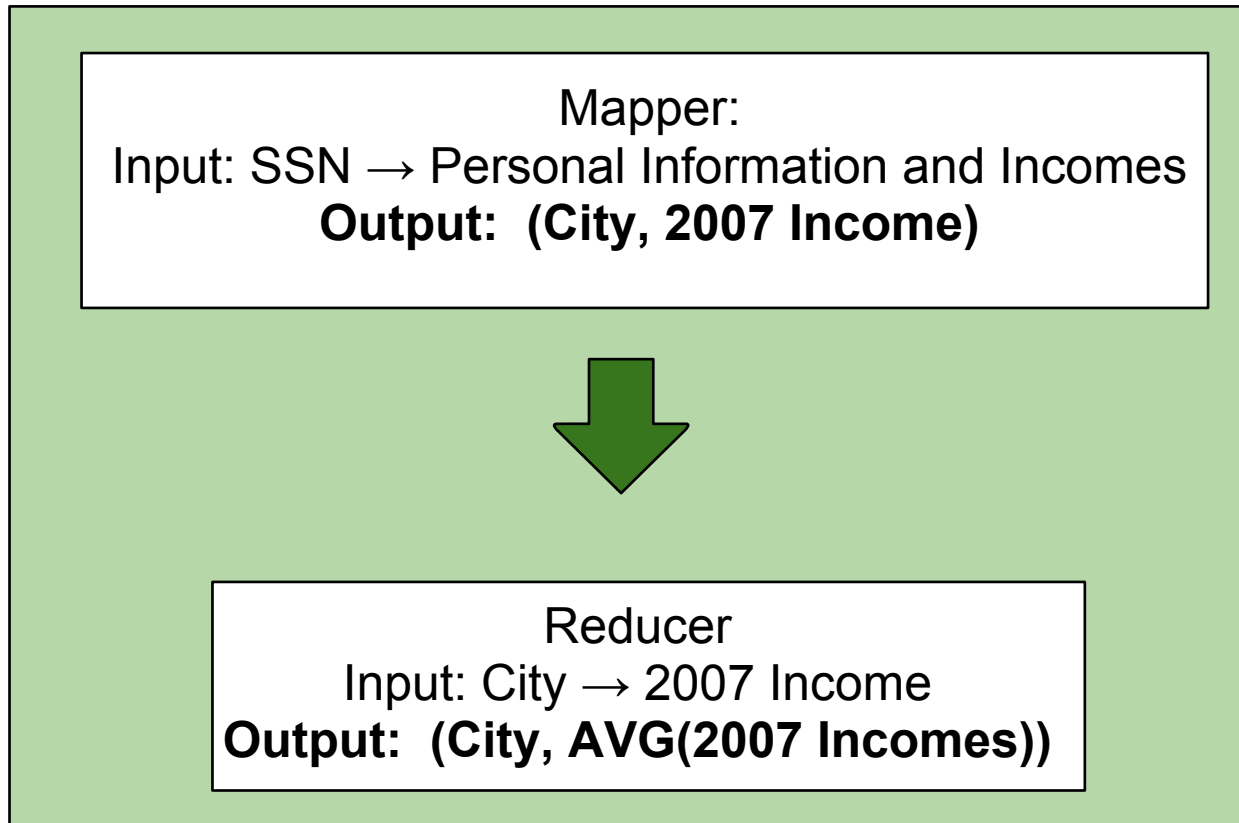 Mapper:
Input: SSN → Personal Information and Incomes
Output: (City, 2007 Income)
Reducer
Input: City → 2007 Income
Output: (City, AVG(2007 Incomes))